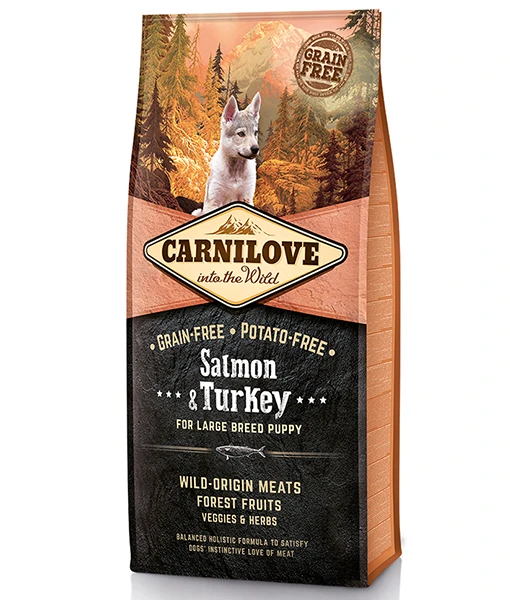 GRAIN
FREE
CARNILOVE
into the Wild
• GRAIN-FREE • POTATO-FREE •
Salmon
& Turkey
FOR LARGE BREED PUPPY
WILD-ORIGIN MEATS
FOREST FRUITS
VEGGIES & HERBS
BALANCED HOLISTIC FORMULA TO SATISFY
DOGS' INSTINCTIVE LOVE OF MEAT